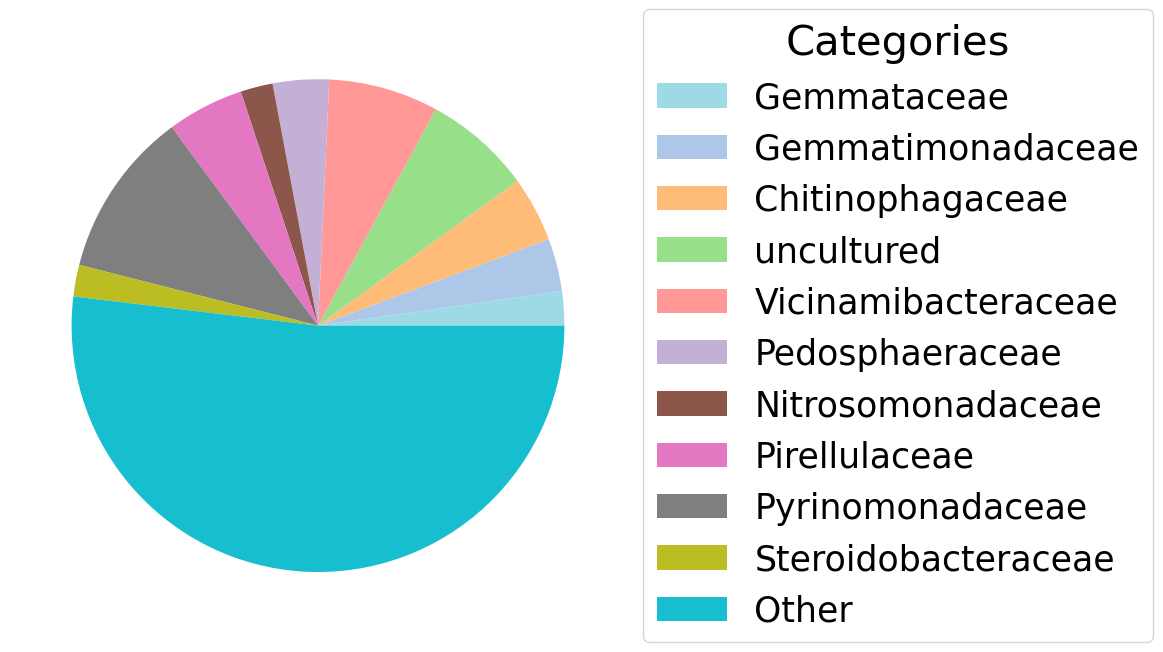 Categories
Gemmataceae
Gemmatimonadaceae
Chitinophagaceae
uncultured
Vicinamibacteraceae
Pedosphaeraceae
Nitrosomonadaceae
Pirellulaceae
Pyrinomonadaceae
Steroidobacteraceae
Other